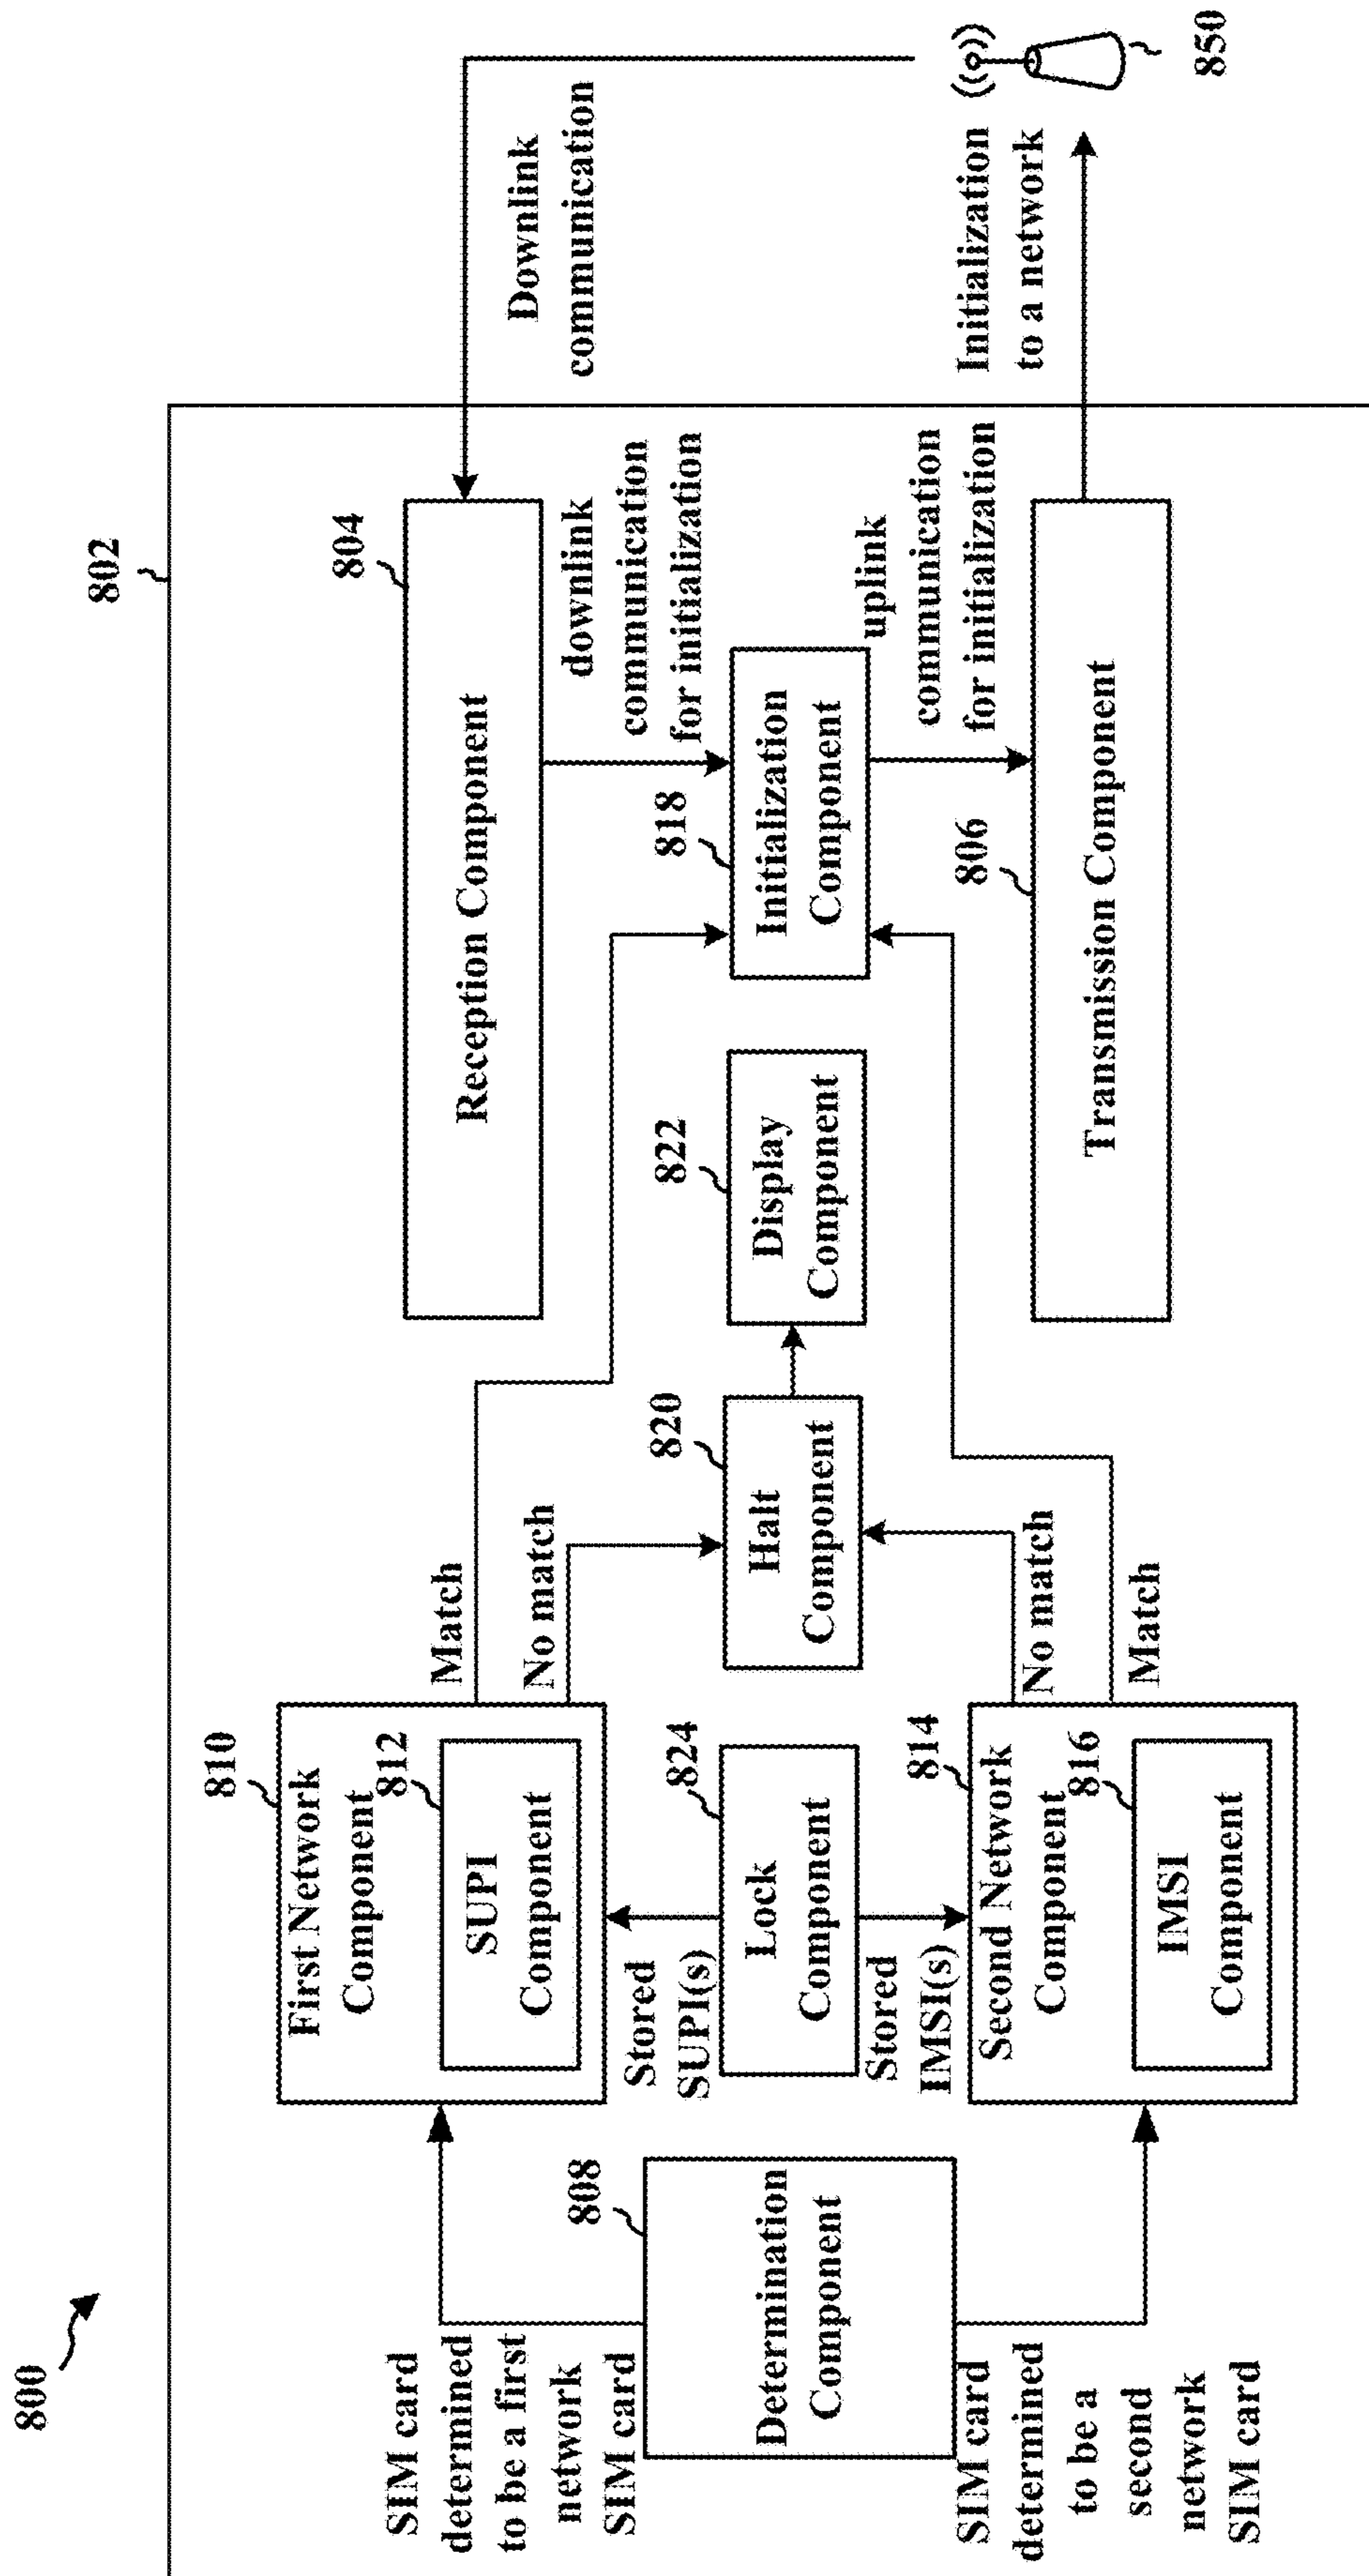 800
802
SIM card
determined
to be a first
network
SIM card
808
Determination
Component
SIM card
determined
to be a
second
network
SIM card
810
First Network
Component
812
SUPI
Component
Stored
SUPI(s)
824
Lock
Component
Stored
IMSI(s)
814
Second Network
Component
816
IMSI
Component
Match
No match
820
Halt
Component
No match
Match
822
Display
Component
804
Reception Component
downlink
communication
for initialization
818
Initialization
Component
uplink
communication
for initialization
806
Transmission Component
Downlink
communication
Initialization
to a network
850